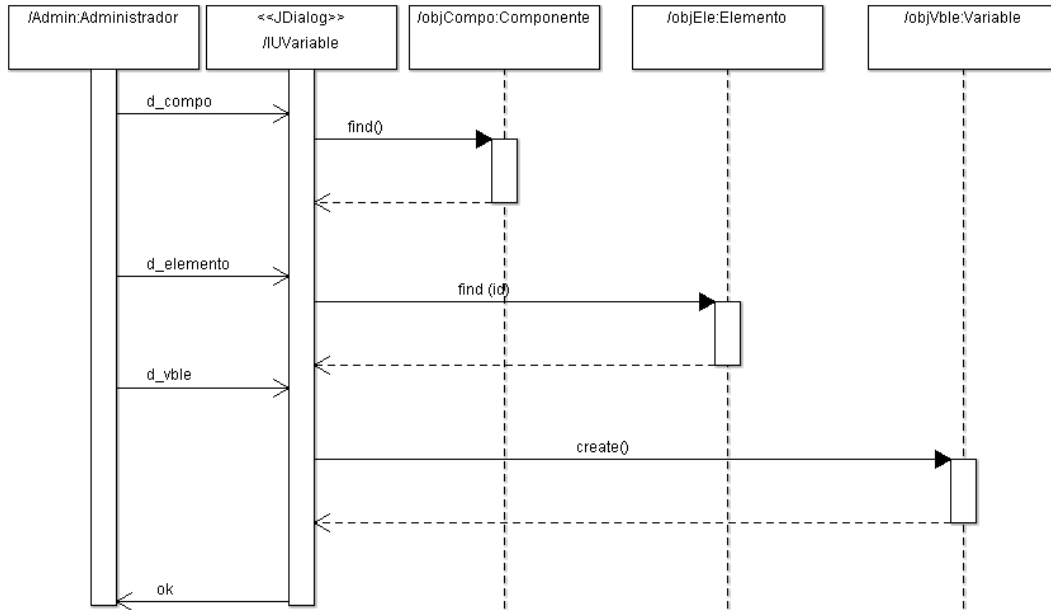 /Admin:Administrador
<<JDialog>>
/IUVariable
/objCompo:Componente
/objEle:Elemento
/objVble:Variable
d_compo
find()
d_elemento
find (id)
d_vble
create()
ok